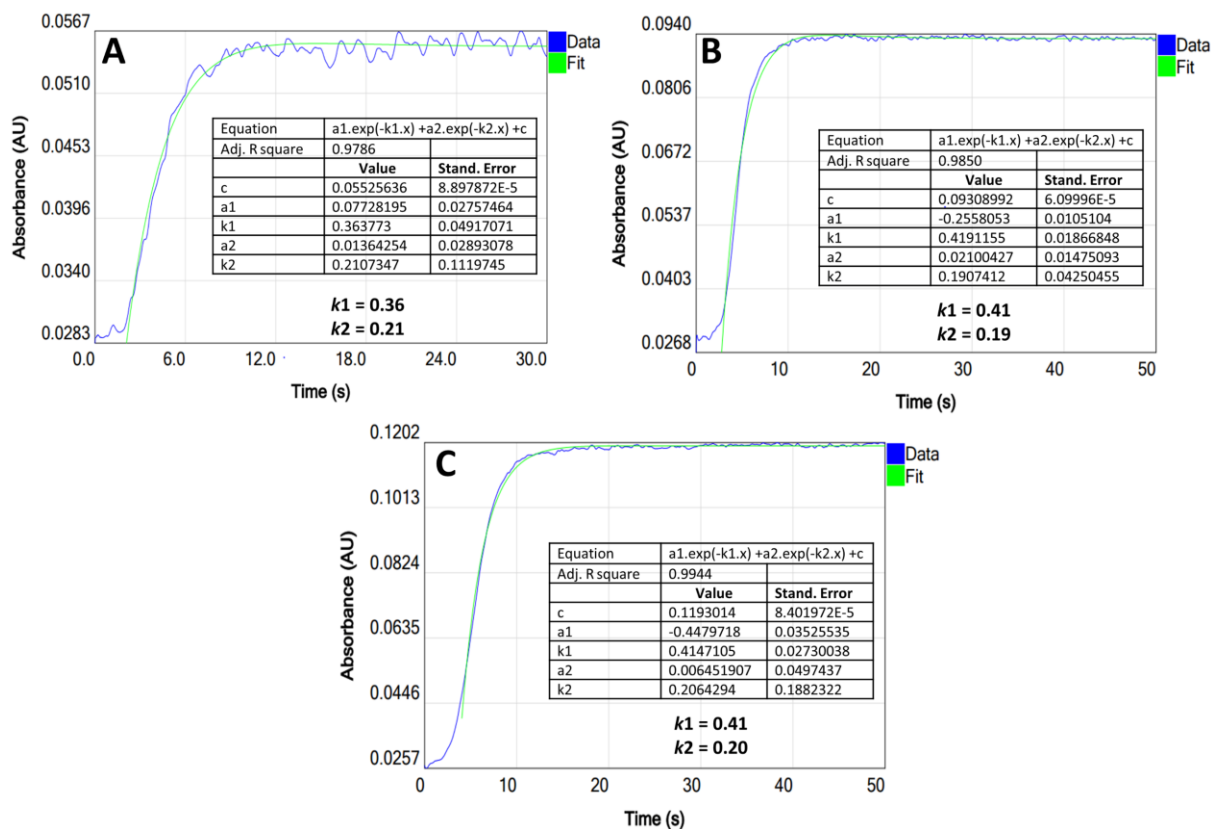 A
Absorbance (AU)
0.0567
0.0510
0.0453
0.0396
0.0340
0.0283
Data
Fit
Equation a1.exp(-k1.x) +a2.exp(-k2.x) +c
Adj. R square 0.9786
Value Stand. Error
c 0.05525636 8.897872E-5
a1 0.07728195 0.02757464
k1 0.363773 0.04917071
a2 0.01364254 0.02893078
k2 0.2107347 0.1119745
k1 = 0.36
k2 = 0.21
0.0 6.0 12.0 18.0 24.0 30.0
Time (s)
B
Absorbance (AU)
0.0940
0.0806
0.0672
0.0537
0.0403
0.0268
Data
Fit
Equation a1.exp(-k1.x) +a2.exp(-k2.x) +c
Adj. R square 0.9850
Value Stand. Error
c 0.09308992 6.09996E-5
a1 -0.2558053 0.0105104
k1 0.4191155 0.01866848
a2 0.02100427 0.01475093
k2 0.1907412 0.04250455
k1 = 0.41
k2 = 0.19
0 10 20 30 40 50
Time (s)
C
Absorbance (AU)
0.1202
0.1013
0.0824
0.0635
0.0446
0.0257
Data
Fit
Equation a1.exp(-k1.x) +a2.exp(-k2.x) +c
Adj. R square 0.9944
Value Stand. Error
c 0.1193014 8.401972E-5
a1 -0.4479718 0.03525535
k1 0.4147105 0.02730038
a2 0.006451907 0.0497437
k2 0.2064294 0.1882322
k1 = 0.41
k2 = 0.20
0 10 20 30 40 50
Time (s)